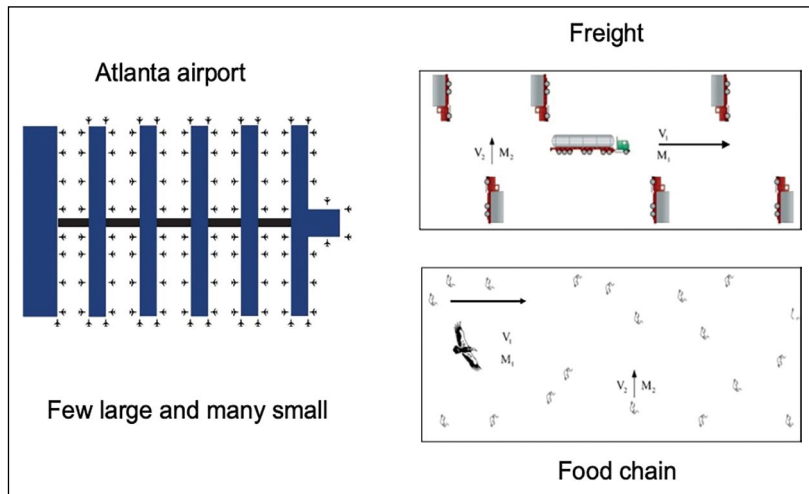 Atlanta airport
Few large and many small
Freight
V₂ M₂
V₁
M₁
V₁
M₁
V₂ M₂
Food chain